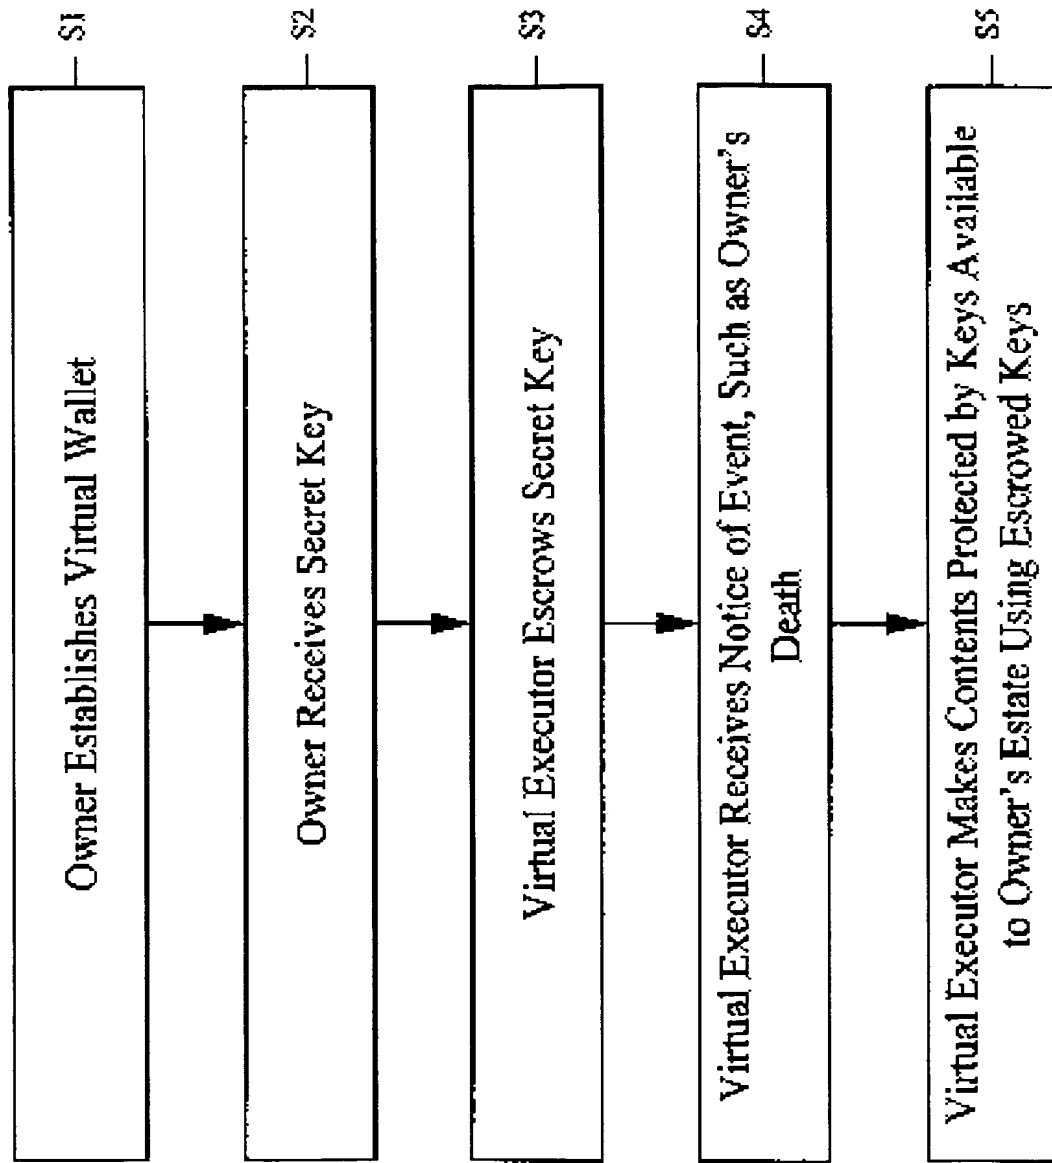 Owner Establishes Virtual Wallet
S1
Owner Receives Secret Key
S2
Virtual Executor Escrows Secret Key
S3
Virtual Executor Receives Notice of Event, Such as Owner's
Death
S4
Virtual Executor Makes Contents Protected by Keys Available
to Owner's Estate Using Escrowed Keys
S5